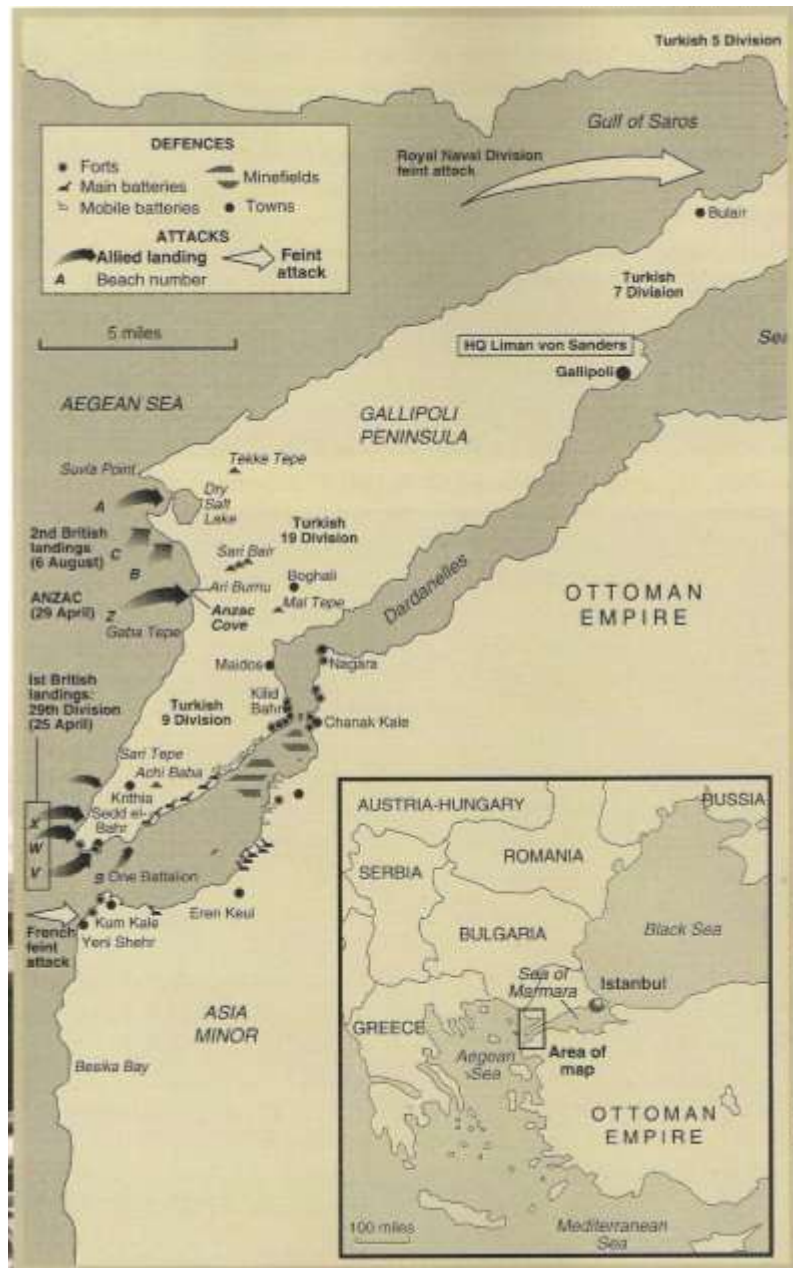 Turkish 5 Division
Gulf of Saros
Royal Naval Division
feint attack
DEFENCES
Forts
Main batteries
Mobile batteries
Minefields
Towns
ATTACKS
Allied landing
Feint
attack
A Beach number
5 miles
Bulair
Turkish
7 Division
HQ Liman von Sanders
Gallipoli
Sea
AEGEAN SEA
GALLIPOLI
PENINSULA
Suvla Point
Tekke Tepe
A
Dry
Salt
Lake
2nd British
landings
(6 August)
C
B
Turkish
19 Division
Sari Bair
Ari Burnu
Boghali
ANZAC
(29 April)
Z
Anzac
Cove
Mal Tepe
Gaba Tepe
Dardanelles
OTTOMAN
EMPIRE
Maidos
Nagara
1st British
landings:
29th Division
(25 April)
Turkish
9 Division
Kilid
Bahr
Chanak Kale
Sari Tepe
Achi Baba
Krithia
Sedd el-
Bahr
X
W
V
S One Battalion
Eren Keui
Kum Kale
Yeni Shehr
French
feint
attack
ASIA
MINOR
Besika Bay
AUSTRIA-HUNGARY
RUSSIA
SERBIA
ROMANIA
BULGARIA
Black Sea
Sea of
Marmara
Istanbul
GREECE
Aegean
Sea
Area of
map
OTTOMAN
EMPIRE
100 miles
Mediterranean
Sea